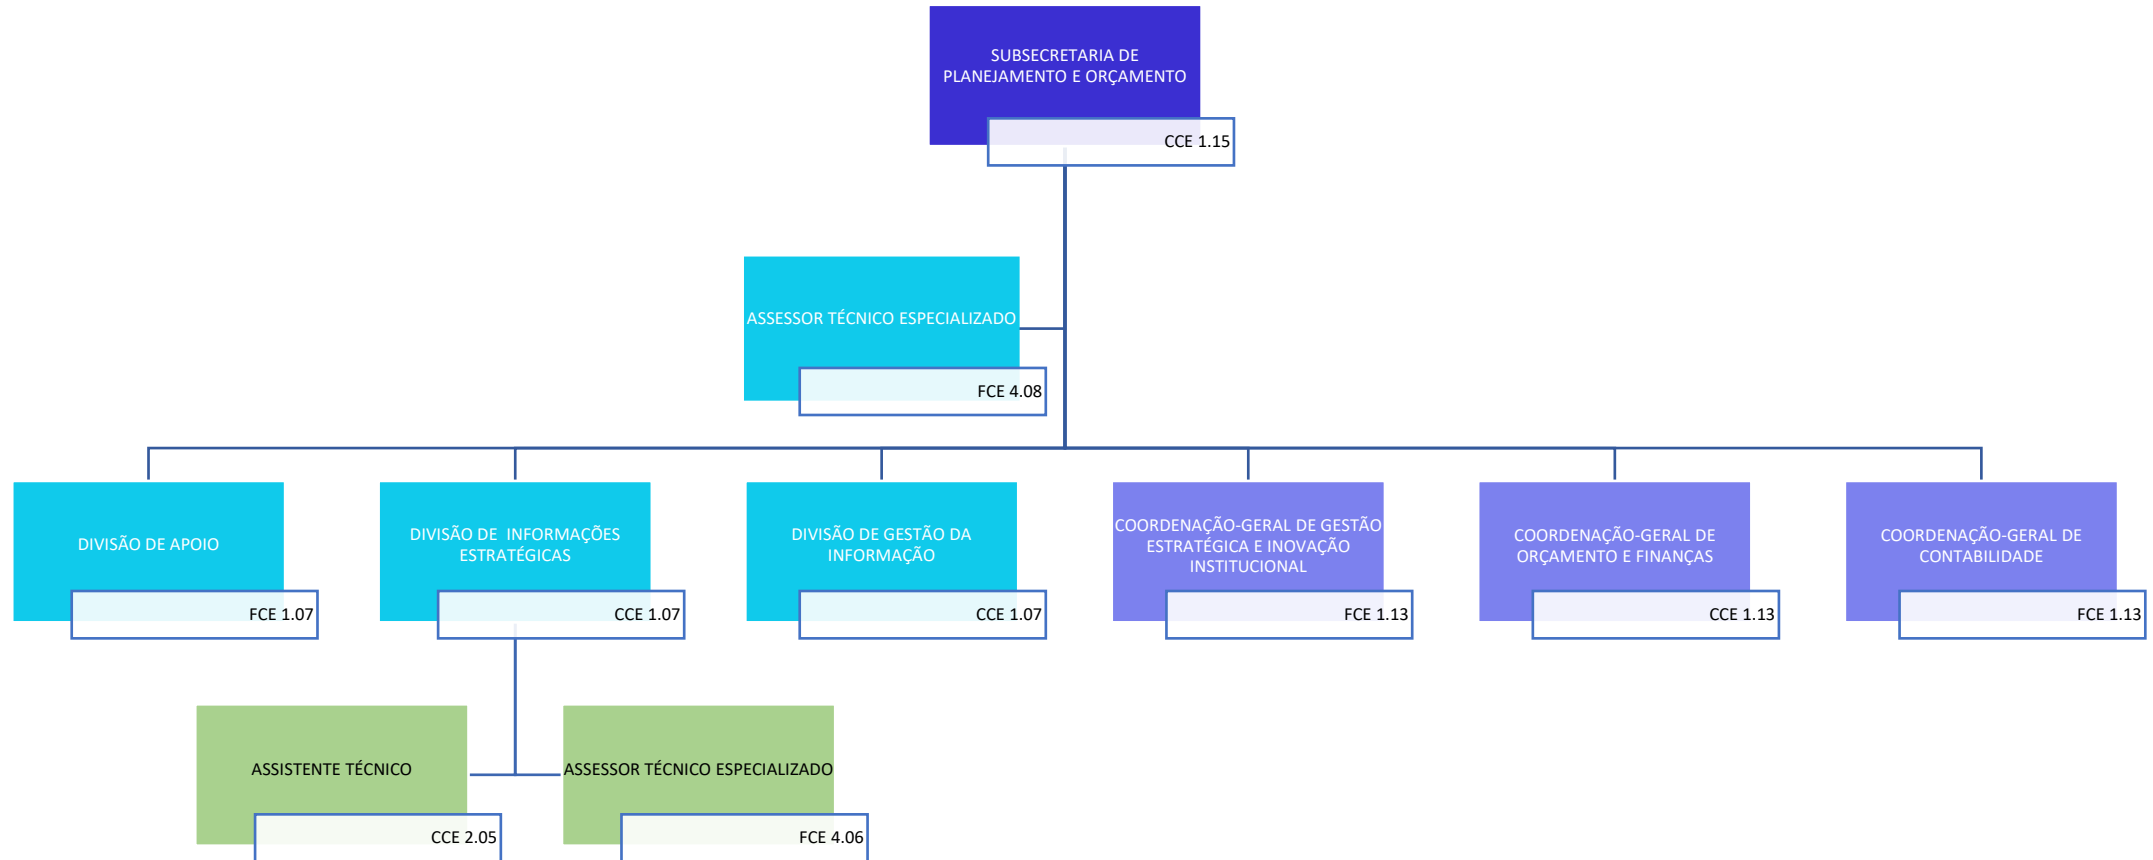 SUBSECRETARIA DE
PLANEJAMENTO E ORÇAMENTO
CCE 1.15
ASSESSOR TÉCNICO ESPECIALIZADO
FCE 4.08
DIVISÃO DE APOIO
FCE 1.07
DIVISÃO DE INFORMAÇÕES
ESTRATÉGICAS
CCE 1.07
DIVISÃO DE GESTÃO DA
INFORMAÇÃO
CCE 1.07
COORDENAÇÃO-GERAL DE GESTÃO
ESTRATÉGICA E INOVAÇÃO
INSTITUCIONAL
FCE 1.13
COORDENAÇÃO-GERAL DE
ORÇAMENTO E FINANÇAS
CCE 1.13
COORDENAÇÃO-GERAL DE
CONTABILIDADE
FCE 1.13
ASSISTENTE TÉCNICO
CCE 2.05
ASSESSOR TÉCNICO ESPECIALIZADO
FCE 4.06